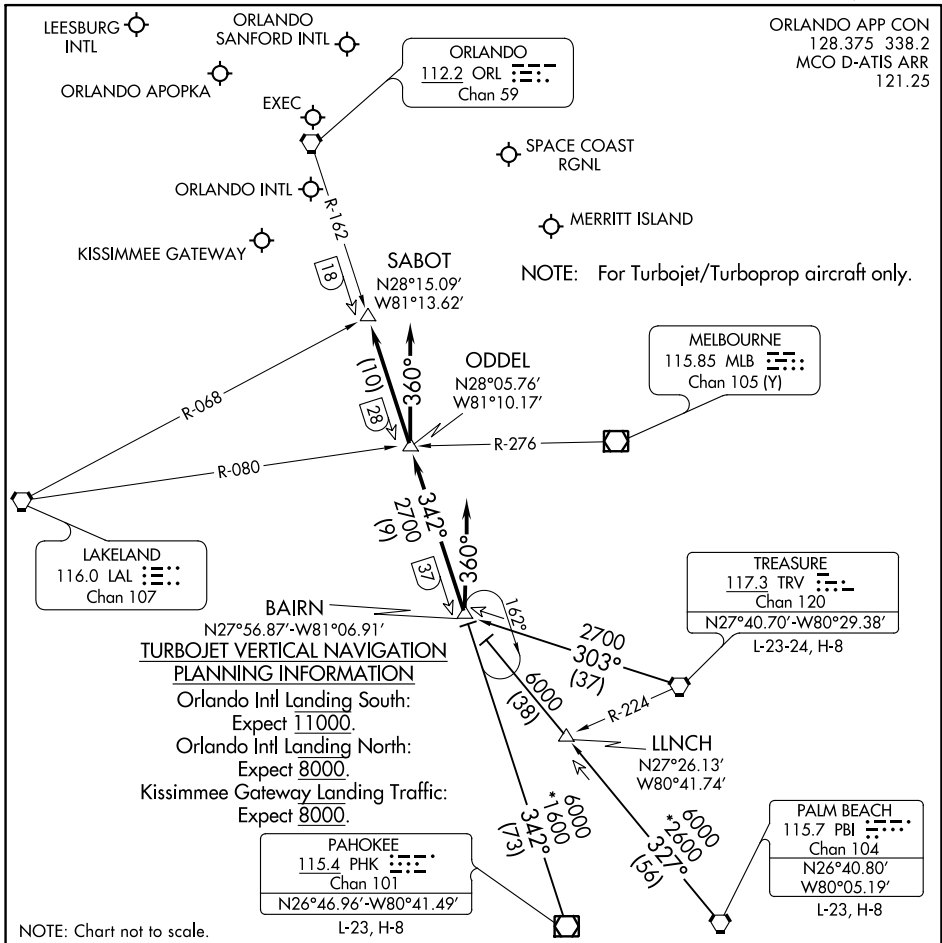 LEESBURG
INTL
ORLANDO
SANFORD INTL
ORLANDO APOPKA
EXEC
ORLANDO
112.2 ORL
Chan 59
ORLANDO APP CON
128.375 338.2
MCO D-ATIS ARR
121.25
SPACE COAST
RGNL
ORLANDO INTL
R-162
MERRITT ISLAND
KISSIMMEE GATEWAY
18
SABOT
N28°15.09'
W81°13.62'
NOTE: For Turbojet/Turboprop aircraft only.
MELBOURNE
115.85 MLB
Chan 105 (Y)
ODDEL
N28°05.76'
W81°10.17'
(10)
360°
28
R-068
R-276
R-080
342°
2700
(9)
LAKELAND
116.0 LAL
Chan 107
37
360°
TREASURE
117.3 TRV
Chan 120
N27°40.70'-W80°29.38'
L-23-24, H-8
BAIRN
N27°56.87'-W81°06.91'
162°
2700
303°
(37)
TURBOJET VERTICAL NAVIGATION
PLANNING INFORMATION
Orlando Intl Landing South:
Expect 11000.
Orlando Intl Landing North:
Expect 8000.
Kissimmee Gateway Landing Traffic:
Expect 8000.
6000
(38)
R-224
LLNCH
N27°26.13'
W80°41.74'
6000
*1600
342°
(73)
6000
*2600
327°
(56)
PAHOKEE
115.4 PHK
Chan 101
N26°46.96'-W80°41.49'
L-23, H-8
PALM BEACH
115.7 PBI
Chan 104
N26°40.80'
W80°05.19'
L-23, H-8
NOTE: Chart not to scale.